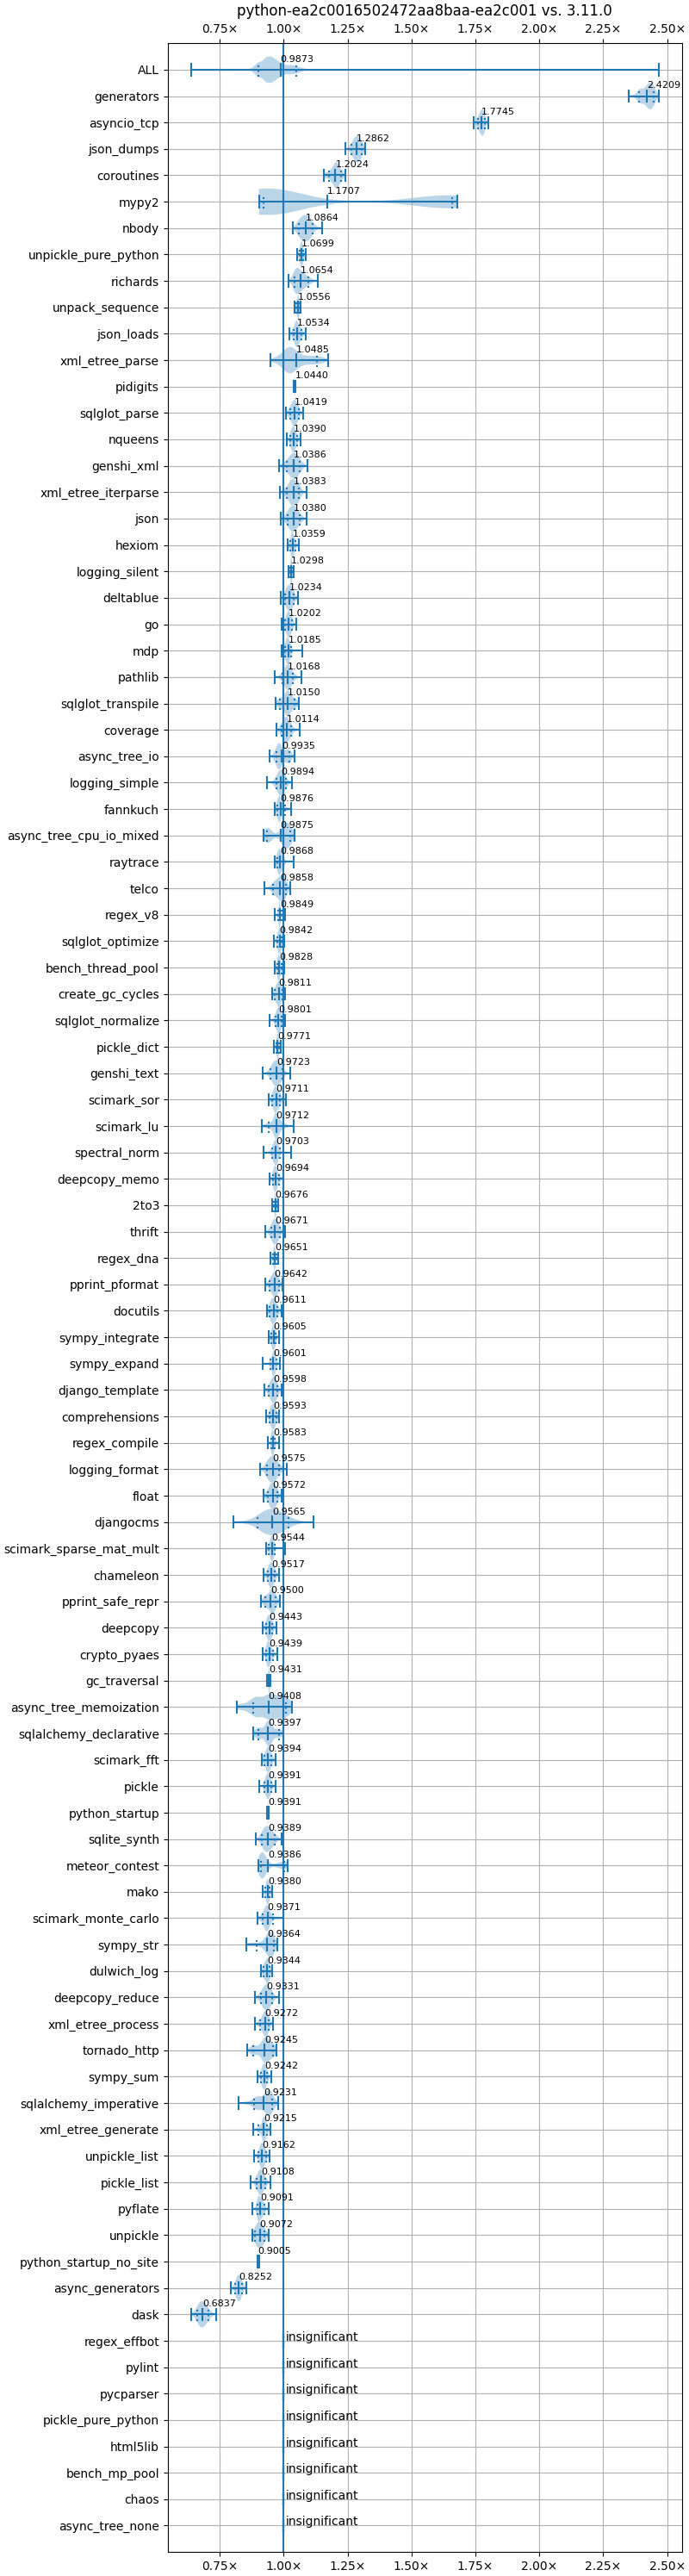 python-ea2c0016502472aa8baa-ea2c001 vs. 3.11.0
0.75× 1.00× 1.25× 1.50× 1.75× 2.00× 2.25× 2.50×
ALL 0.9873
generators 2.4209
asyncio_tcp 1.7745
json_dumps 1.2862
coroutines 1.2024
mypy2 1.1707
nbody 1.0864
unpickle_pure_python 1.0699
richards 1.0654
unpack_sequence 1.0556
json_loads 1.0534
xml_etree_parse 1.0485
pidigits 1.0440
sqlglot_parse 1.0419
nqueens 1.0390
genshi_xml 1.0386
xml_etree_iterparse 1.0383
json 1.0380
hexiom 1.0359
logging_silent 1.0298
deltablue 1.0234
go 1.0202
mdp 1.0185
pathlib 1.0168
sqlglot_transpile 1.0150
coverage 1.0114
async_tree_io 0.9935
logging_simple 0.9894
fannkuch 0.9876
async_tree_cpu_io_mixed 0.9875
raytrace 0.9868
telco 0.9858
regex_v8 0.9849
sqlglot_optimize 0.9842
bench_thread_pool 0.9828
create_gc_cycles 0.9811
sqlglot_normalize 0.9801
pickle_dict 0.9771
genshi_text 0.9723
scimark_sor 0.9711
scimark_lu 0.9712
spectral_norm 0.9703
deepcopy_memo 0.9694
2to3 0.9676
thrift 0.9671
regex_dna 0.9651
pprint_pformat 0.9642
docutils 0.9611
sympy_integrate 0.9605
sympy_expand 0.9601
django_template 0.9598
comprehensions 0.9593
regex_compile 0.9583
logging_format 0.9575
float 0.9572
djangocms 0.9565
scimark_sparse_mat_mult 0.9544
chameleon 0.9517
pprint_safe_repr 0.9500
deepcopy 0.9443
crypto_pyaes 0.9439
gc_traversal 0.9431
async_tree_memoization 0.9408
sqlalchemy_declarative 0.9397
scimark_fft 0.9394
pickle 0.9391
python_startup 0.9391
sqlite_synth 0.9389
meteor_contest 0.9386
mako 0.9380
scimark_monte_carlo 0.9371
sympy_str 0.9364
dulwich_log 0.9344
deepcopy_reduce 0.9331
xml_etree_process 0.9272
tornado_http 0.9245
sympy_sum 0.9242
sqlalchemy_imperative 0.9231
xml_etree_generate 0.9215
unpickle_list 0.9162
pickle_list 0.9108
pyflate 0.9091
unpickle 0.9072
python_startup_no_site 0.9005
async_generators 0.8252
dask 0.6837
regex_effbot insignificant
pylint insignificant
pycparser insignificant
pickle_pure_python insignificant
html5lib insignificant
bench_mp_pool insignificant
chaos insignificant
async_tree_none insignificant
0.75× 1.00× 1.25× 1.50× 1.75× 2.00× 2.25× 2.50×